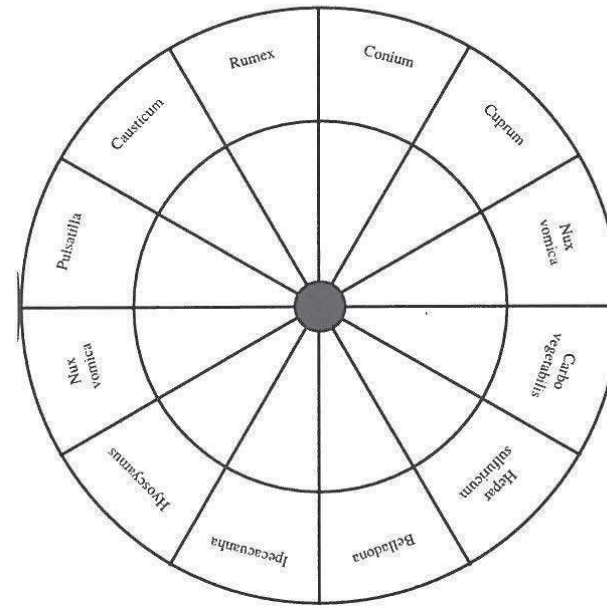 Conium
Cuprum
Nux
vomica
Carbo
vegetabilis
Hepar
sulfuricum
Belladona
Ipecacuanha
Hyoscyamus
Nux
vomica
Pulsatilla
Causticum
Rumex